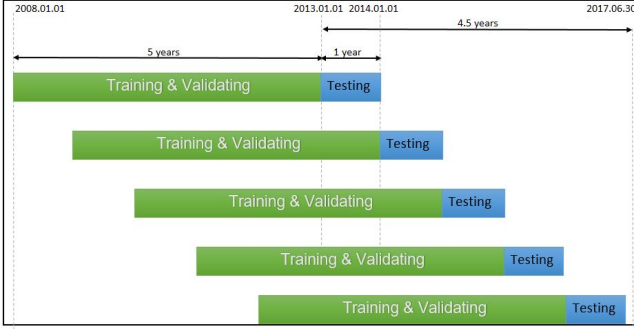 2008.01.01 2013.01.01 2014.01.01 2017.06.30
4.5 years
5 years 1 year
Training & Validating Testing
Training & Validating Testing
Training & Validating Testing
Training & Validating Testing
Training & Validating Testing